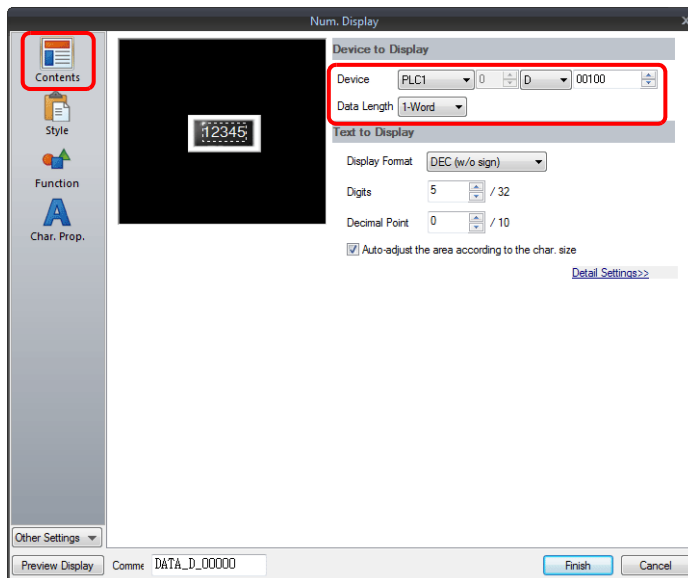 Num. Display
Contents
Style
Function
Char. Prop.
Other Settings
Preview Display
12345
Device to Display
Device PLC1 0 D 00100
Data Length 1-Word
Text to Display
Display Format DEC (w/o sign)
Digits 5 / 32
Decimal Point 0 / 10
Auto-adjust the area according to the char. size
Detail Settings>>
Comme DATA_D_00000
Finish Cancel